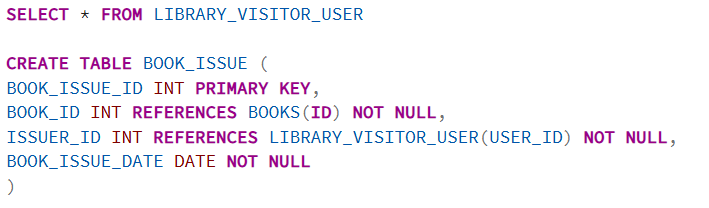 SELECT * FROM LIBRARY_VISITOR_USER
CREATE TABLE BOOK_ISSUE (
BOOK_ISSUE_ID INT PRIMARY KEY,
BOOK_ID INT REFERENCES BOOKS(ID) NOT NULL,
ISSUER_ID INT REFERENCES LIBRARY_VISITOR_USER(USER_ID) NOT NULL,
BOOK_ISSUE_DATE DATE NOT NULL
)